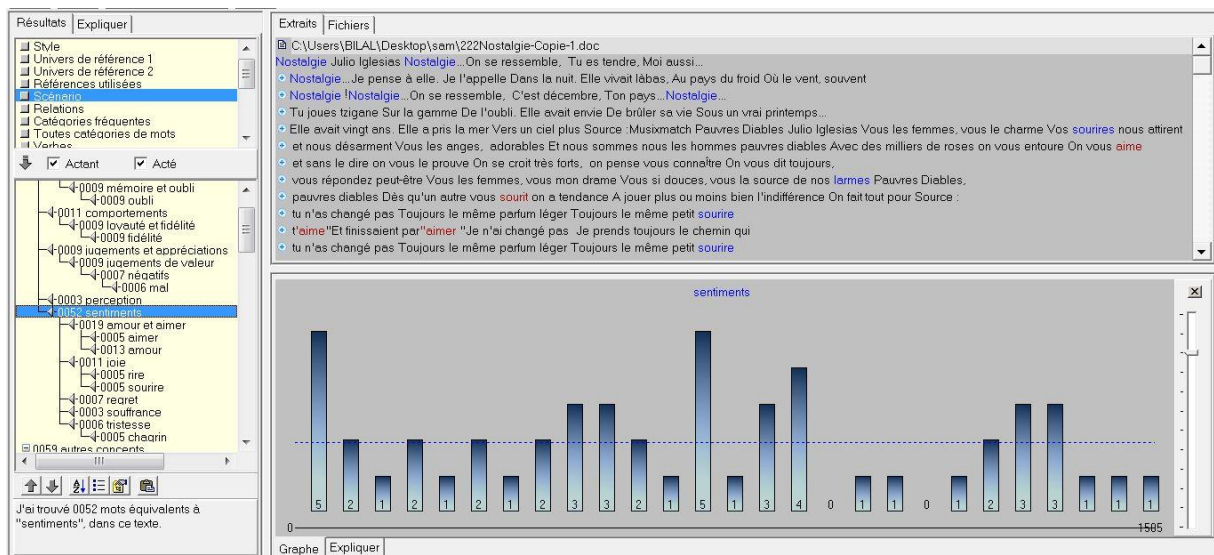 Résultats Expliquer
Style
Univers de référence 1
Univers de référence 2
Références utilisées
Scénario
Relations
Catégories fréquentes
Toutes catégories de mots
Verbes
Actant Acté
0009 mémoire et oubli
0009 oubli
0011 comportements
0009 loyauté et fidélité
0009 fidélité
0009 jugements et appréciations
0009 jugements de valeur
0007 négatifs
0006 mal
0003 perception
0052 sentiments
0019 amour et aimer
0005 aimer
0013 amour
0011 joie
0005 rire
0005 sourire
0007 regret
0003 souffrance
0006 tristesse
0005 chagrin
0059 autres concepts
J'ai trouvé 0052 mots équivalents à
"sentiments", dans ce texte.
Extraits Fichiers
C:\Users\BILAL\Desktop\sam\222Nostalgie-Copie-1.doc
Nostalgie Julio Iglesias Nostalgie...On se ressemble, Tu es tendre, Moi aussi...
Nostalgie...Je pense à elle. Je l'appelle Dans la nuit. Elle vivait làbas, Au pays du froid Où le vent, souvent
Nostalgie !Nostalgie...On se ressemble, C'est décembre, Ton pays...Nostalgie...
Tu joues tzigane Sur la gamme De l'oubli. Elle avait envie De brûler sa vie Sous un vrai printemps...
Elle avait vingt ans. Elle a pris la mer Vers un ciel plus Source :Musixmatch Pauvres Diables Julio Iglesias Vous les femmes, vous le charme Vos sourires nous attirent
et nous désarment Vous les anges, adorables Et nous sommes nous les hommes pauvres diables Avec des milliers de roses on vous entoure On vous aime
et sans le dire on vous le prouve On se croit très forts, on pense vous connaître On vous dit toujours,
vous répondez peut-être Vous les femmes, vous mon drame Vous si douces, vous la source de nos larmes Pauvres Diables,
pauvres diables Dès qu'un autre vous sourit on a tendance A jouer plus ou moins bien l'indifférence On fait tout pour Source :
tu n'as changé pas Toujours le même parfum léger Toujours le même petit sourire
t'aime"Et finissaient par"aimer "Je n'ai changé pas Je prends toujours le chemin qui
tu n'as changé pas Toujours le même parfum léger Toujours le même petit sourire
sentiments
5 2 1 2 1 2 1 2 3 3 2 1 5 1 3 4 0 1 1 0 1 2 3 3 1 1 1
0 1505
Graphe Expliquer